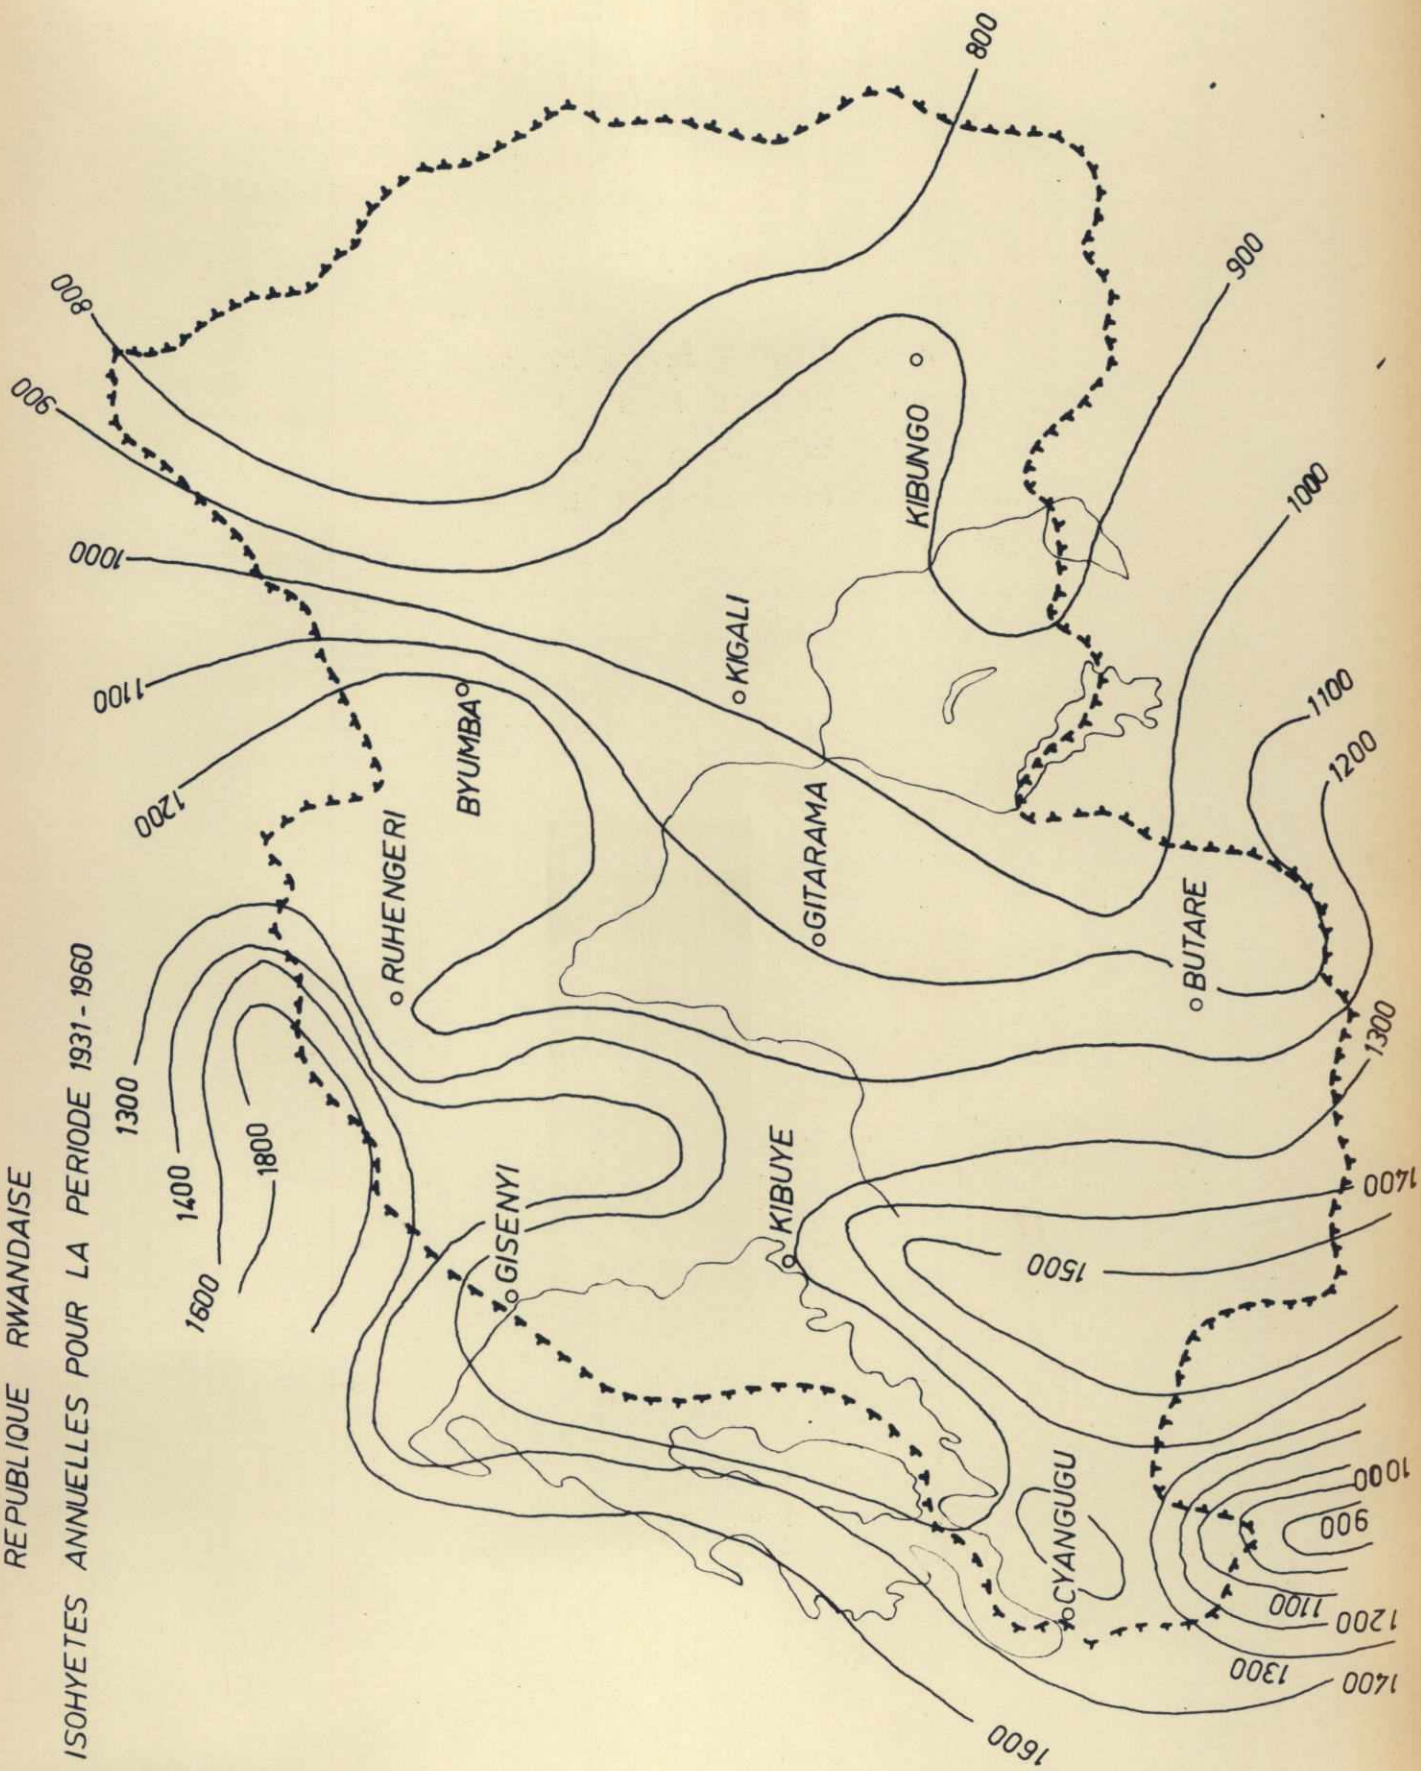 REPUBLIQUE RWANDAISE
ISOHYETES ANNUELLES POUR LA PERIODE 1931-1960
1300
1400
1600
1800
800
900
1000
1100
1200
RUHENGERI
BYUMBA
GISENYI
KIGALI
KIBUYE
GITARAMA
KIBUNGO
BUTARE
CYANGUGU
800
900
1000
1100
1200
1300
1400
1500
1000
900
1100
1200
1300
1400
1600